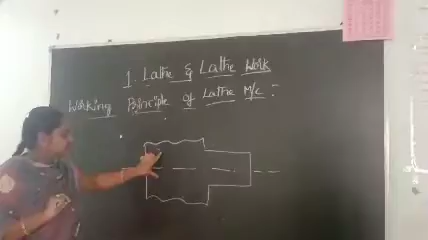 1. Lathe & Lathe Work
Working Principle of Lathe M/c :-